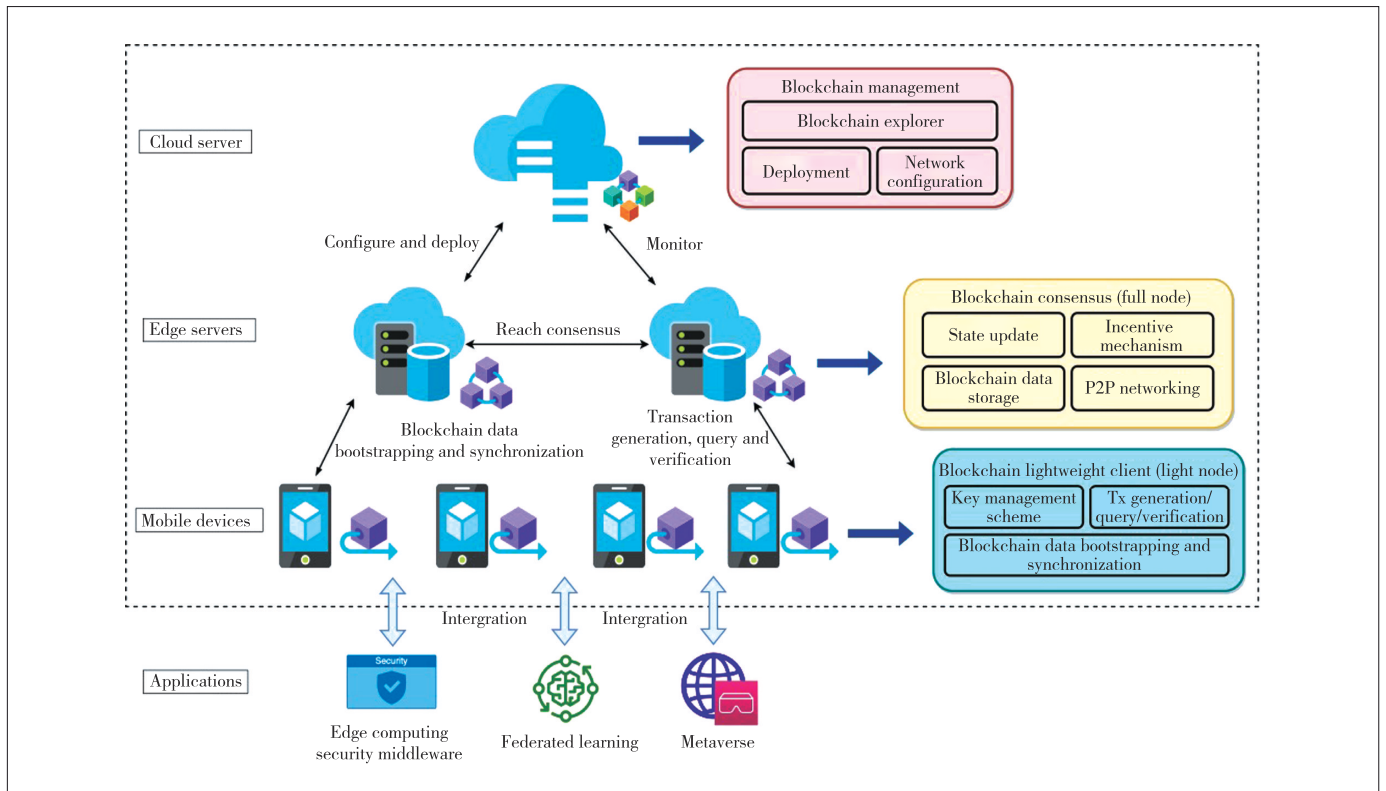 Blockchain management
Blockchain explorer
Cloud server
Deployment
Network
configuration
Configure and deploy
Monitor
Blockchain consensus (full node)
Edge servers
Reach consensus
State update
Incentive
mechanism
Blockchain data
storage
P2P networking
Blockchain data
bootstrapping and synchronization
Transaction
generation, query and
verification
Blockchain lightweight client (light node)
Mobile devices
Key management
scheme
Tx generation/
query/verification
Blockchain data bootstrapping and
synchronization
Intergration
Intergration
Applications
Security
Edge computing
security middleware
Federated learning
Metaverse